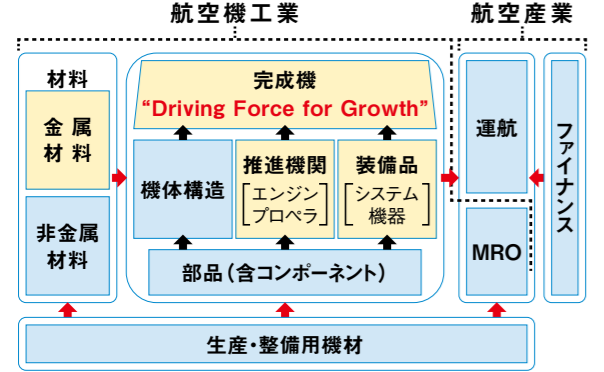 航空機工業
航空産業
材料
金属
材料
非金属
材料
完成機
“Driving Force for Growth”
機体構造
推進機関
[エンジン
プロペラ]
装備品
[システム
機器]
部品（含コンポーネント）
運航
MRO
ファイナンス
生産・整備用機材